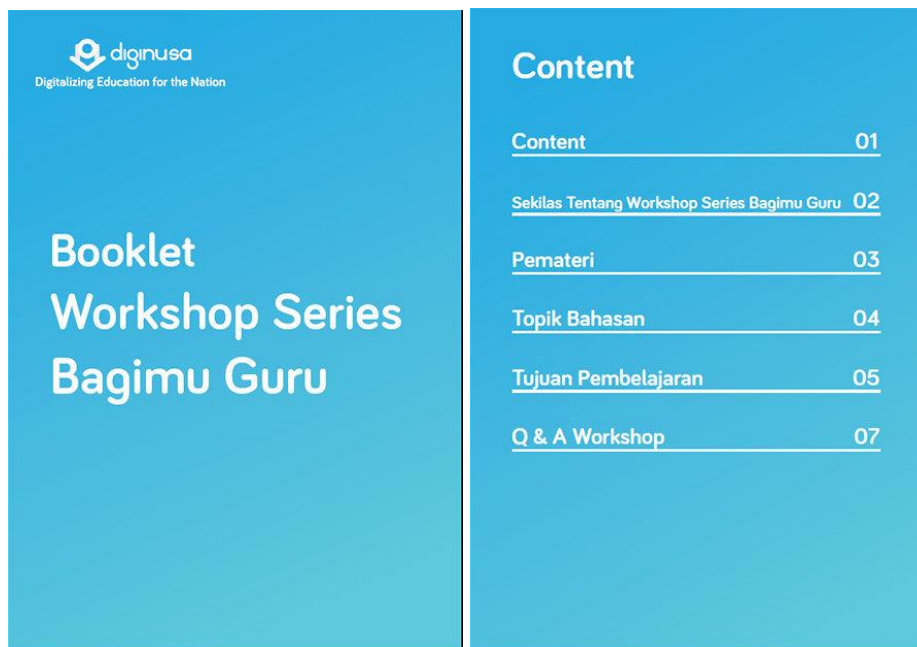 diginusa
Digitalizing Education for the Nation
Booklet
Workshop Series
Bagimu Guru
Content
Content 01
Sekilas Tentang Workshop Series Bagimu Guru 02
Pemateri 03
Topik Bahasan 04
Tujuan Pembelajaran 05
Q & A Workshop 07